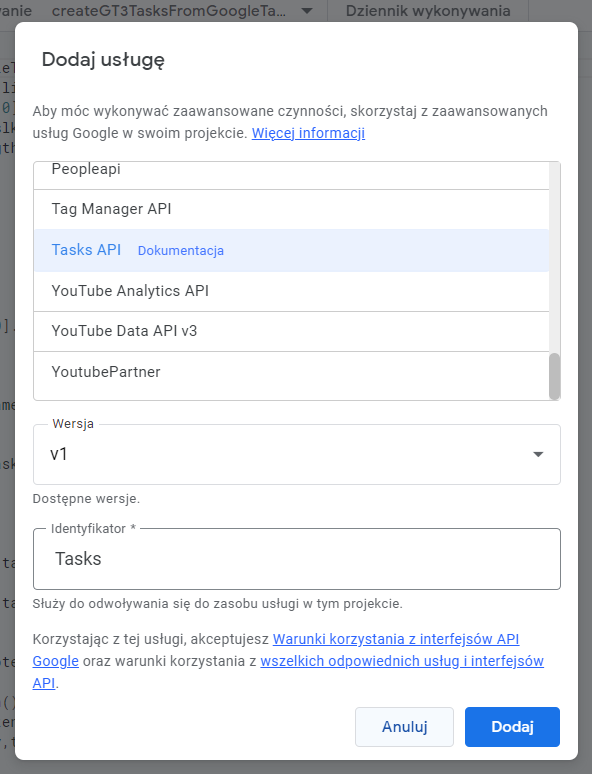 wanie createGT3TasksFromGoogleTa... Dziennik wykonywania
Dodaj usługę
Aby móc wykonywać zaawansowane czynności, skorzystaj z zaawansowanych
usług Google w swoim projekcie. Więcej informacji
Peopleapi
Tag Manager API
Tasks API Dokumentacja
YouTube Analytics API
YouTube Data API v3
YoutubePartner
Wersja
v1
Dostępne wersje.
Identyfikator *
Tasks
Służy do odwoływania się do zasobu usługi w tym projekcie.
Korzystając z tej usługi, akceptujesz Warunki korzystania z interfejsów API
Google oraz warunki korzystania z wszelkich odpowiednich usług i interfejsów
API.
Anuluj Dodaj